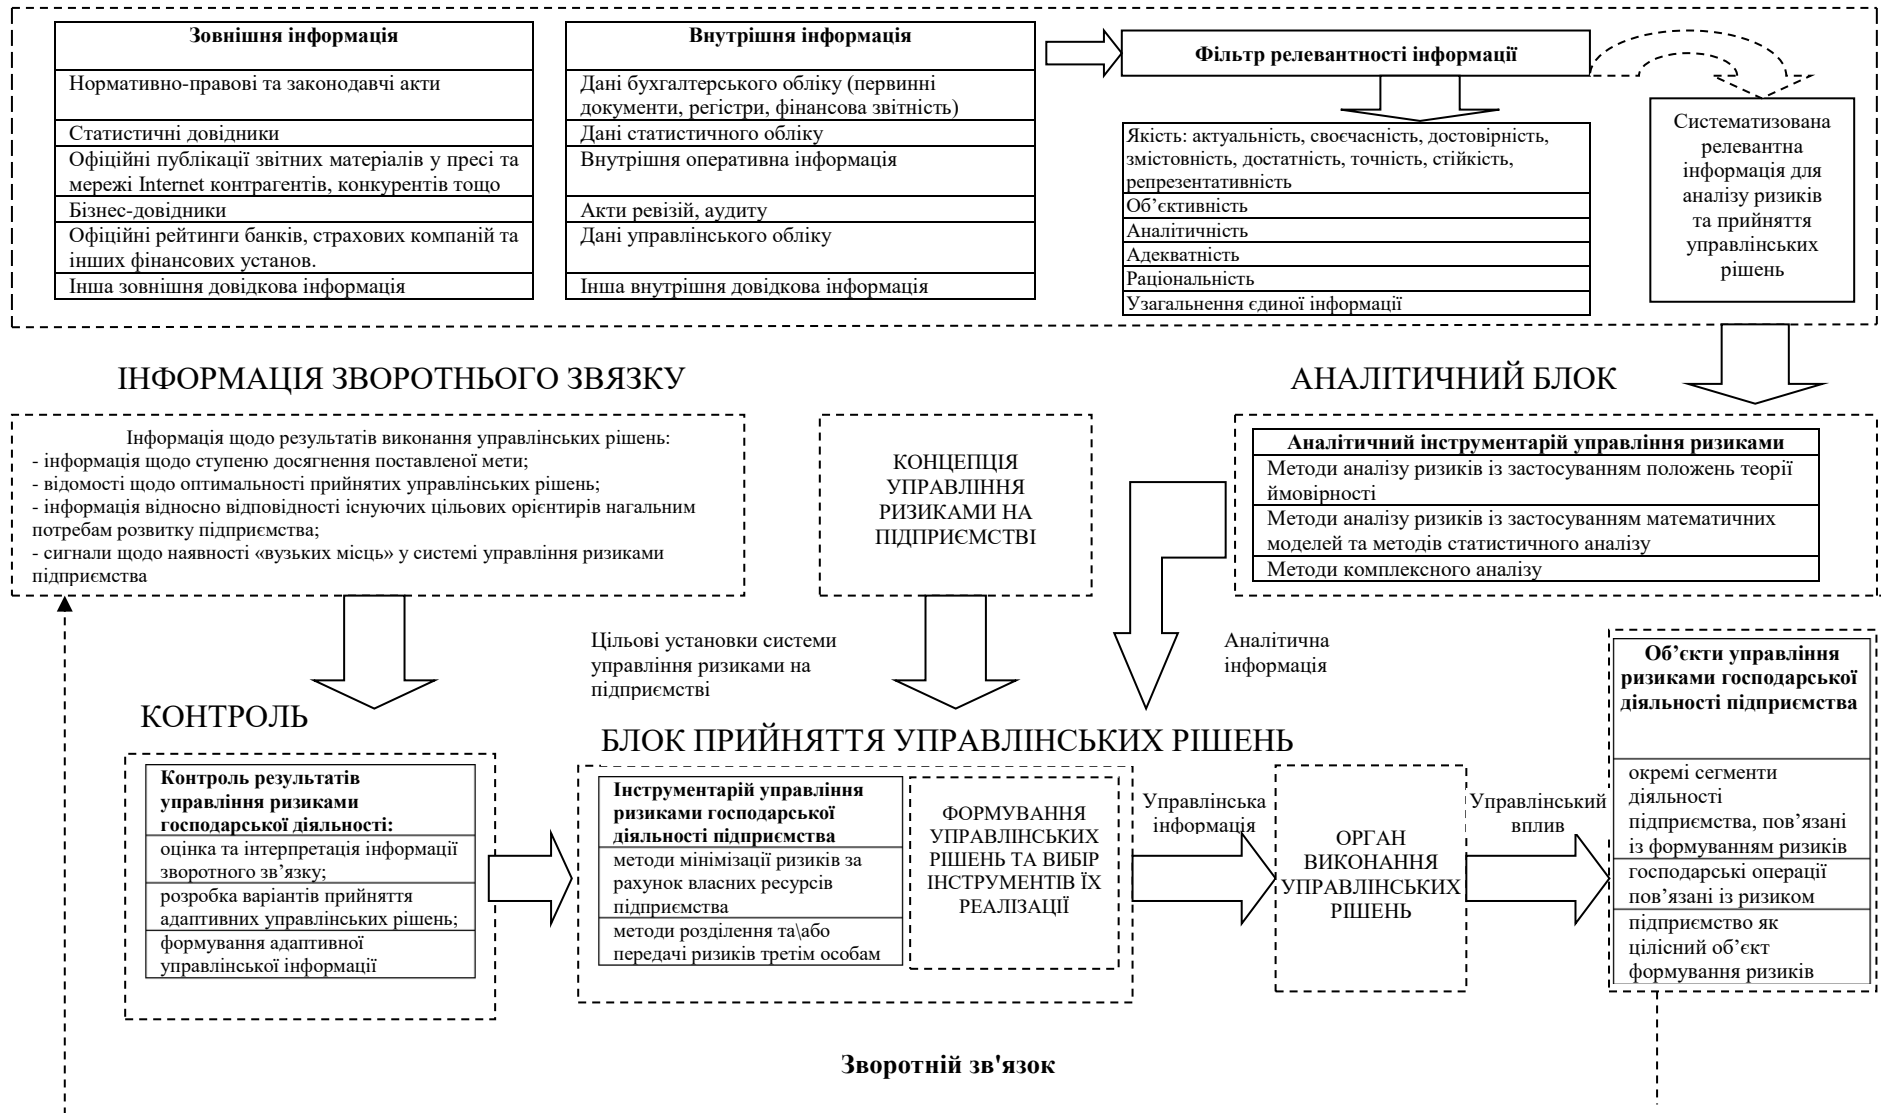 Зовнішня інформація
Нормативно-правові та законодавчі акти
Статистичні довідники
Офіційні публікації звітних матеріалів у пресі та
мережі Internet контрагентів, конкурентів тощо
Бізнес-довідники
Офіційні рейтинги банків, страхових компаній та
інших фінансових установ.
Інша зовнішня довідкова інформація
Внутрішня інформація
Дані бухгалтерського обліку (первинні
документи, регістри, фінансова звітність)
Дані статистичного обліку
Внутрішня оперативна інформація
Акти ревізій, аудиту
Дані управлінського обліку
Інша внутрішня довідкова інформація
Фільтр релевантності інформації
Якість: актуальність, своєчасність, достовірність,
змістовність, достатність, точність, стійкість,
репрезентативність
Об’єктивність
Аналітичність
Адекватність
Раціональність
Узагальнення єдиної інформації
Систематизована
релевантна
інформація для
аналізу ризиків
та прийняття
управлінських
рішень
ІНФОРМАЦІЯ ЗВОРОТНЬОГО ЗВЯЗКУ
Інформація щодо результатів виконання управлінських рішень:
- інформація щодо ступеню досягнення поставленої мети;
- відомості щодо оптимальності прийнятих управлінських рішень;
- інформація відносно відповідності існуючих цільових орієнтирів нагальним
потребам розвитку підприємства;
- сигнали щодо наявності «вузьких місць» у системі управління ризиками
підприємства
КОНЦЕПЦІЯ
УПРАВЛІННЯ
РИЗИКАМИ НА
ПІДПРИЄМСТВІ
АНАЛІТИЧНИЙ БЛОК
Аналітичний інструментарій управління ризиками
Методи аналізу ризиків із застосуванням положень теорії
ймовірності
Методи аналізу ризиків із застосуванням математичних
моделей та методів статистичного аналізу
Методи комплексного аналізу
Цільові установки системи
управління ризиками на
підприємстві
Аналітична
інформація
КОНТРОЛЬ
Контроль результатів
управління ризиками
господарської діяльності:
оцінка та інтерпретація інформації
зворотного зв’язку;
розробка варіантів прийняття
адаптивних управлінських рішень;
формування адаптивної
управлінської інформації
БЛОК ПРИЙНЯТТЯ УПРАВЛІНСЬКИХ РІШЕНЬ
Інструментарій управління
ризиками господарської
діяльності підприємства
методи мінімізації ризиків за
рахунок власних ресурсів
підприємства
методи розділення та\або
передачі ризиків третім особам
ФОРМУВАННЯ
УПРАВЛІНСЬКИХ
РІШЕНЬ ТА ВИБІР
ІНСТРУМЕНТІВ ЇХ
РЕАЛІЗАЦІЇ
Управлінська
інформація
ОРГАН
ВИКОНАННЯ
УПРАВЛІНСЬКИХ
РІШЕНЬ
Управлінський
вплив
Об’єкти управління
ризиками господарської
діяльності підприємства
окремі сегменти
діяльності
підприємства, пов’язані
із формуванням ризиків
господарські операції
пов’язані із ризиком
підприємство як
цілісний об’єкт
формування ризиків
Зворотній зв'язок